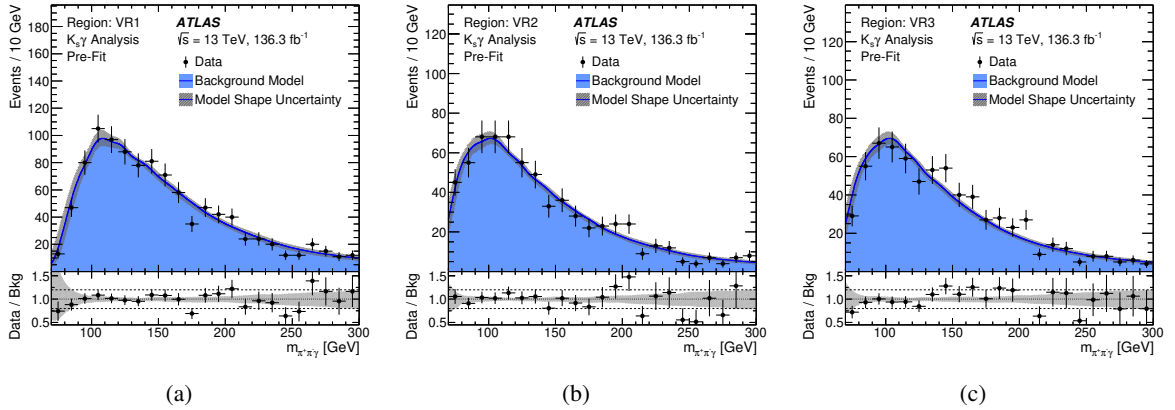 Region: VR1 ATLAS
Ksγ Analysis √s = 13 TeV, 136.3 fb⁻¹
Pre-Fit
Data
Background Model
Model Shape Uncertainty
Events / 10 GeV
180
160
140
120
100
80
60
40
20
Data / Bkg
1.5
1.0
0.5
100 150 200 250 300
mπ⁺π⁻γ [GeV]
(a)
Region: VR2 ATLAS
Ksγ Analysis √s = 13 TeV, 136.3 fb⁻¹
Pre-Fit
Data
Background Model
Model Shape Uncertainty
Events / 10 GeV
120
100
80
60
40
20
Data / Bkg
1.5
1.0
0.5
100 150 200 250 300
mπ⁺π⁻γ [GeV]
(b)
Region: VR3 ATLAS
Ksγ Analysis √s = 13 TeV, 136.3 fb⁻¹
Pre-Fit
Data
Background Model
Model Shape Uncertainty
Events / 10 GeV
120
100
80
60
40
20
Data / Bkg
1.5
1.0
0.5
100 150 200 250 300
mπ⁺π⁻γ [GeV]
(c)